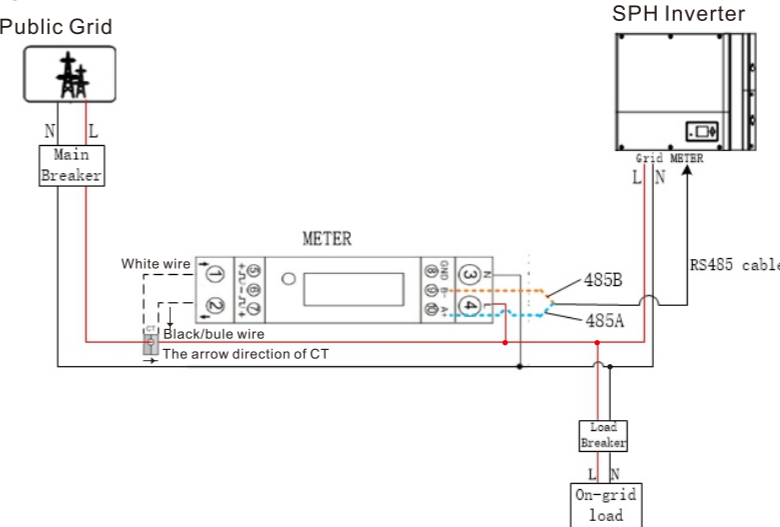 Public Grid
SPH Inverter
N
L
Main
Breaker
Grid METER
L N
METER
RS485 cable
White wire
1
2
5
6
7
8
9
10
GND
B-
A+
3
4
N
L
485B
485A
CT
Black/bule wire
The arrow direction of CT
Load
Breaker
L N
On-grid
load